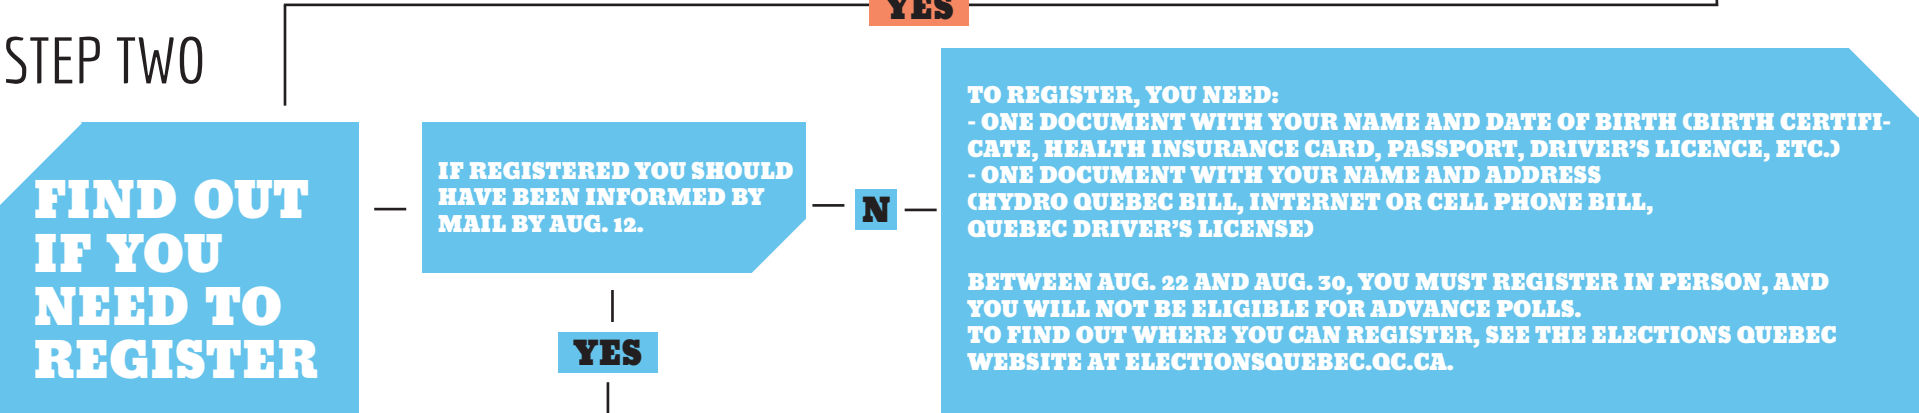 YES
STEP TWO
FIND OUT
IF YOU
NEED TO
REGISTER
IF REGISTERED YOU SHOULD
HAVE BEEN INFORMED BY
MAIL BY AUG. 12.
YES
N
TO REGISTER, YOU NEED:
- ONE DOCUMENT WITH YOUR NAME AND DATE OF BIRTH (BIRTH CERTIFI-
CATE, HEALTH INSURANCE CARD, PASSPORT, DRIVER'S LICENCE, ETC.)
- ONE DOCUMENT WITH YOUR NAME AND ADDRESS
(HYDRO QUEBEC BILL, INTERNET OR CELL PHONE BILL,
QUEBEC DRIVER'S LICENSE)
BETWEEN AUG. 22 AND AUG. 30, YOU MUST REGISTER IN PERSON, AND
YOU WILL NOT BE ELIGIBLE FOR ADVANCE POLLS.
TO FIND OUT WHERE YOU CAN REGISTER, SEE THE ELECTIONS QUEBEC
WEBSITE AT ELECTIONSQUEBEC.QC.CA.